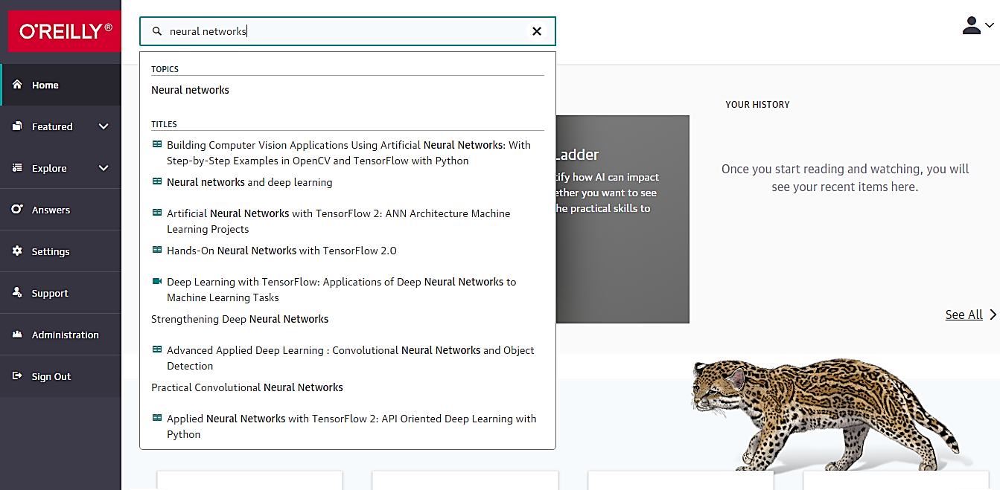 O'REILLY®
neural networks
Home
Featured
Explore
Answers
Settings
Support
Administration
Sign Out
TOPICS
Neural networks
TITLES
Building Computer Vision Applications Using Artificial Neural Networks: With
Step-by-Step Examples in OpenCV and TensorFlow with Python
Neural networks and deep learning
Artificial Neural Networks with TensorFlow 2: ANN Architecture Machine
Learning Projects
Hands-On Neural Networks with TensorFlow 2.0
Deep Learning with TensorFlow: Applications of Deep Neural Networks to
Machine Learning Tasks
Strengthening Deep Neural Networks
Advanced Applied Deep Learning : Convolutional Neural Networks and Object
Detection
Practical Convolutional Neural Networks
Applied Neural Networks with TensorFlow 2: API Oriented Deep Learning with
Python
Ladder
how AI can impact
you want to see
the practical skills to
YOUR HISTORY
Once you start reading and watching, you will
see your recent items here.
See All